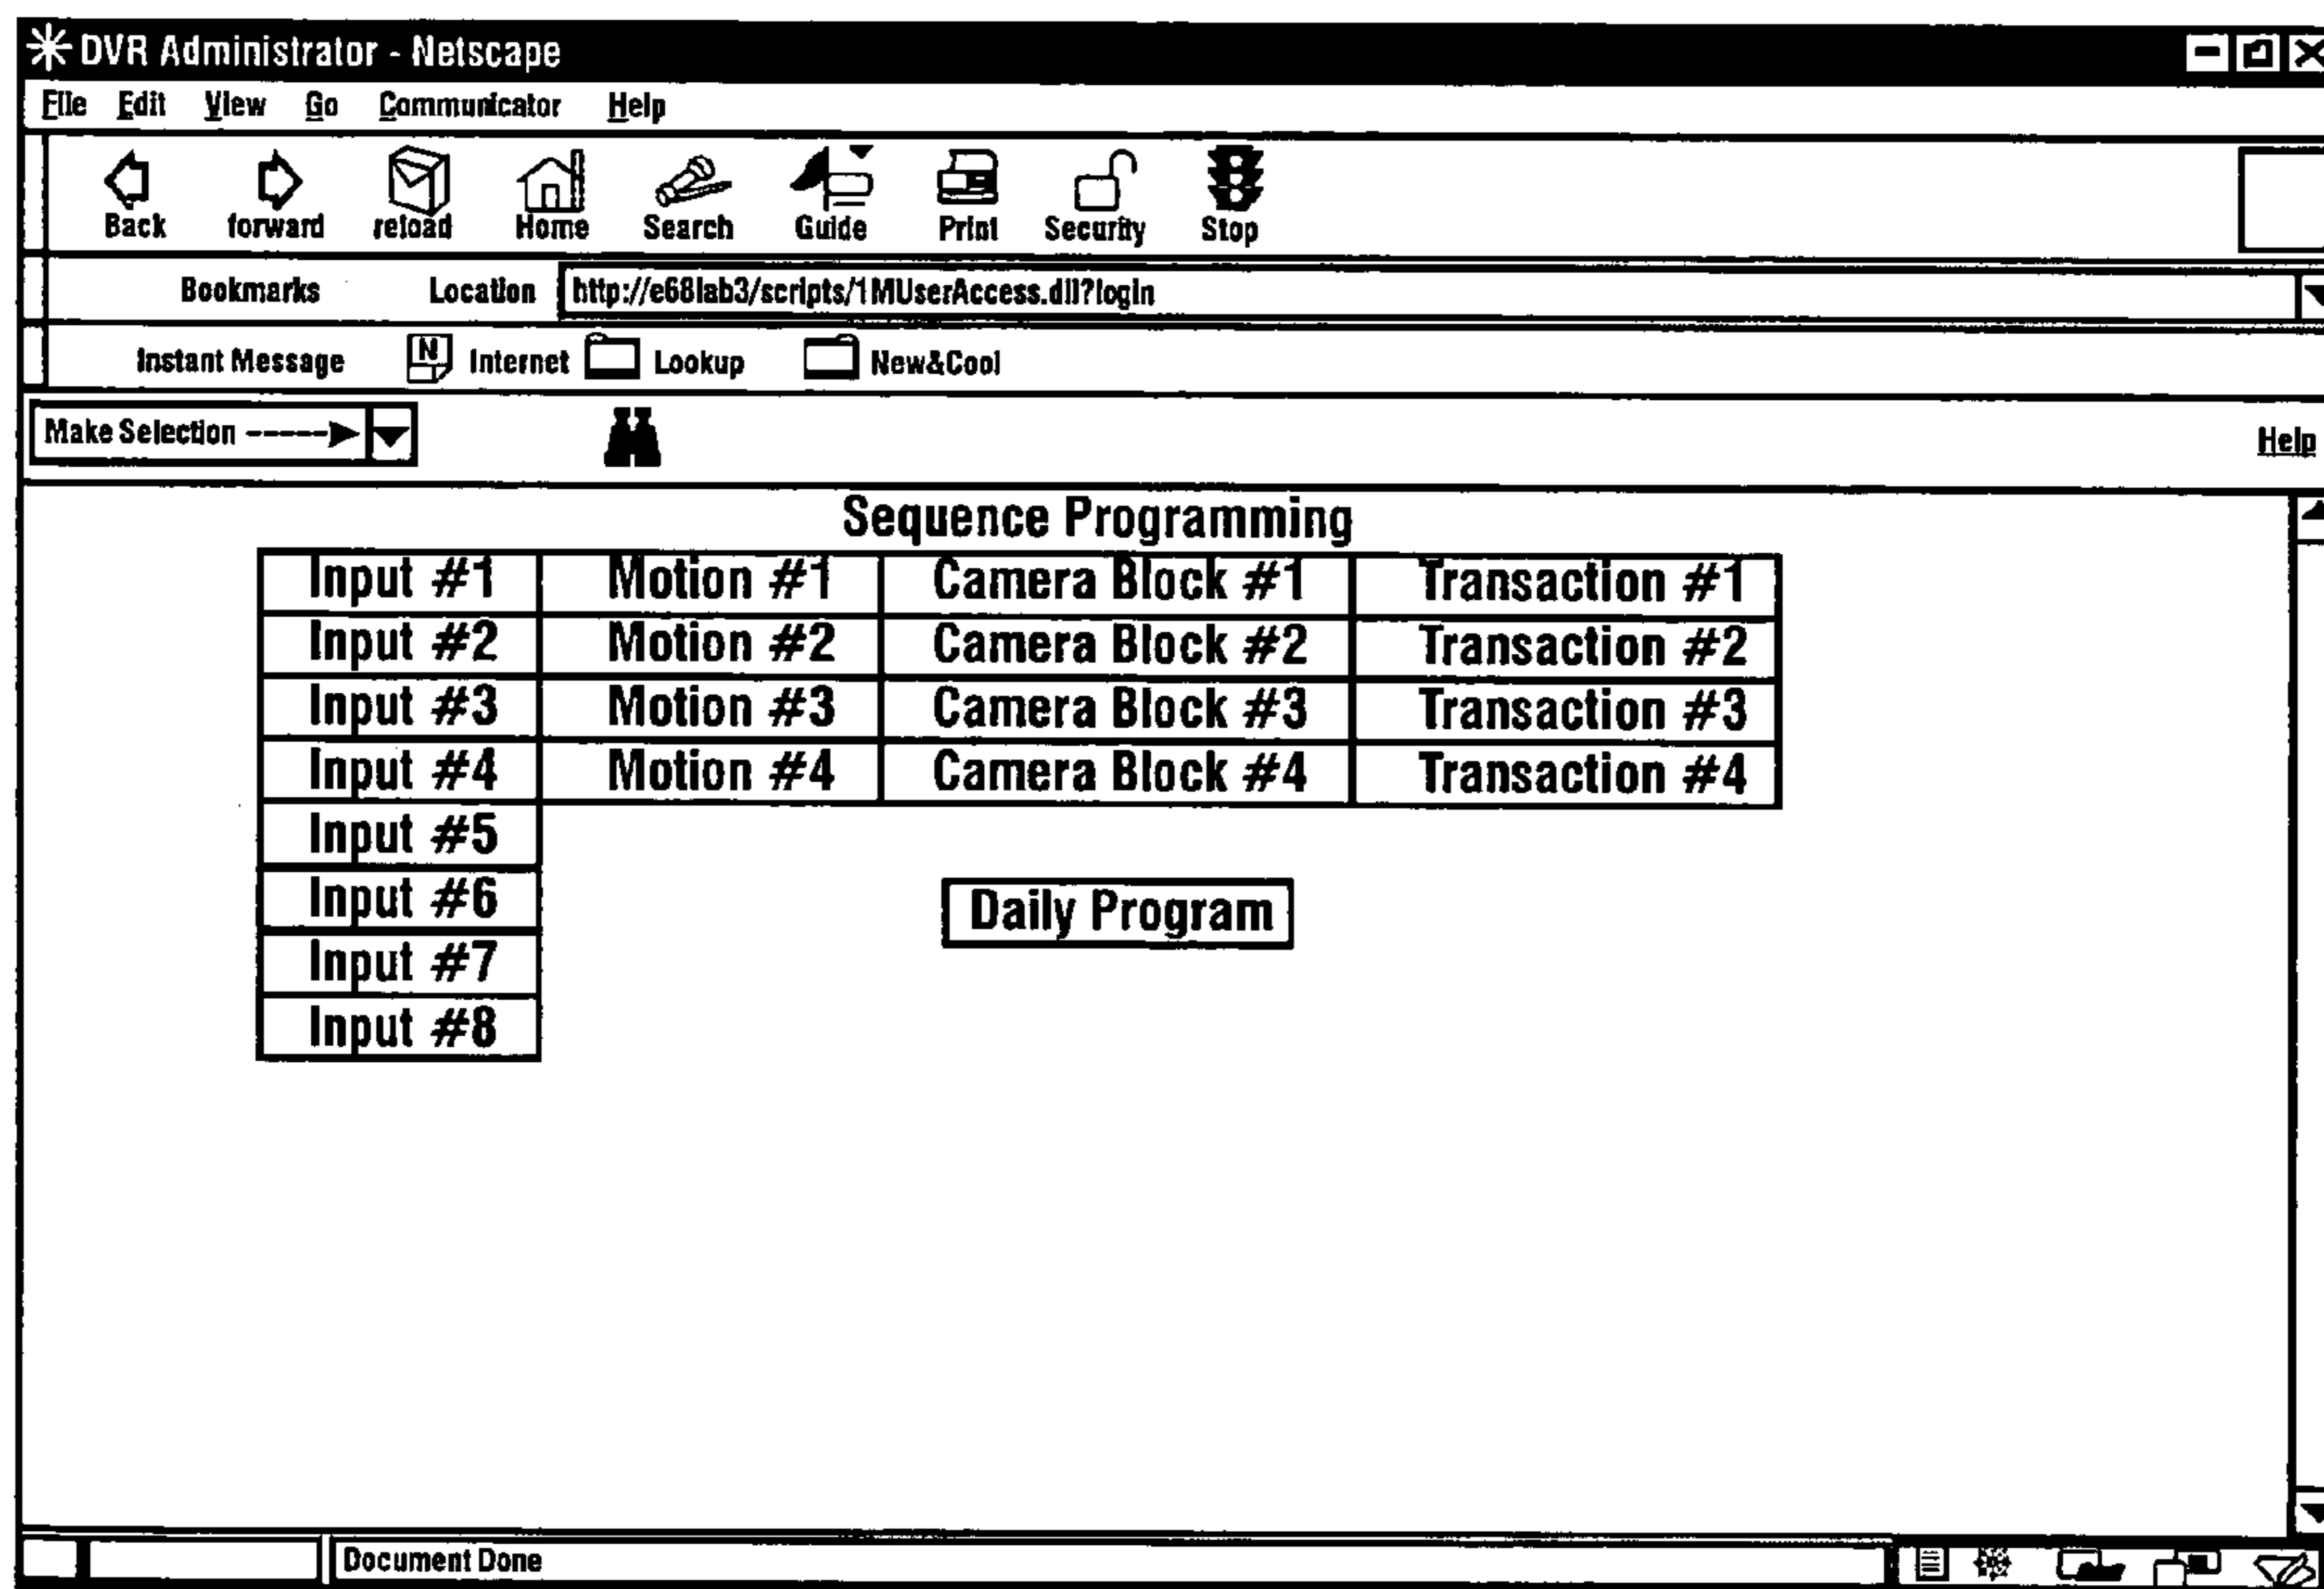 DVR Administrator - Netscape
File Edit View Go Communicator Help
Back forward reload Home Search Guide Print Security Stop
Bookmarks Location http://e68lab3/scripts/1MUserAccess.dll?login
Instant Message N Internet Lookup New&Cool
Make Selection -----> Help
Sequence Programming
Input #1 Motion #1 Camera Block #1 Transaction #1
Input #2 Motion #2 Camera Block #2 Transaction #2
Input #3 Motion #3 Camera Block #3 Transaction #3
Input #4 Motion #4 Camera Block #4 Transaction #4
Input #5
Input #6 Daily Program
Input #7
Input #8
Document Done